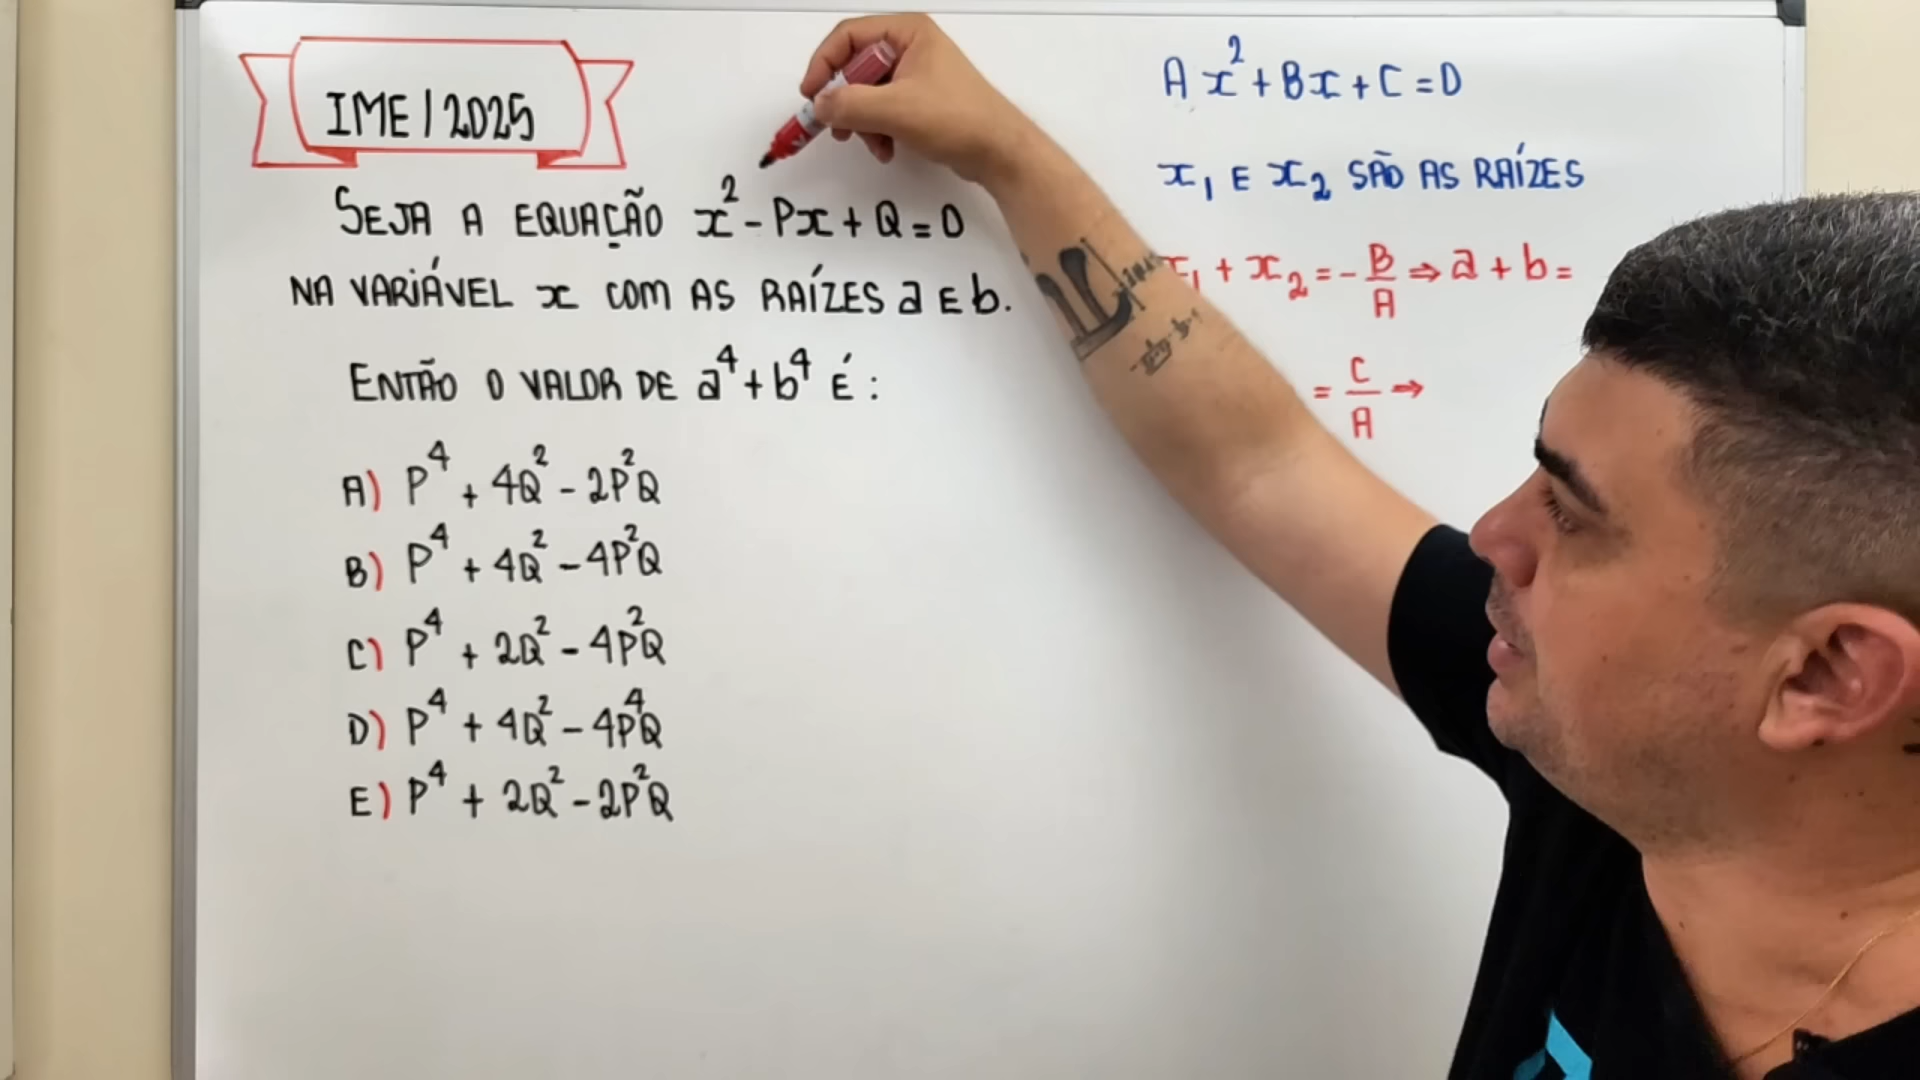 IME/2025
SEJA A EQUAÇÃO x² - Px + Q = 0
NA VARIÁVEL x COM AS RAÍZES a E b.
ENTÃO O VALOR DE a⁴ + b⁴ É:
A) P⁴ + 4Q² - 2P²Q
B) P⁴ + 4Q² - 4P²Q
C) P⁴ + 2Q² - 4P²Q
D) P⁴ + 4Q² - 4P⁴Q
E) P⁴ + 2Q² - 2P²Q
Ax² + Bx + C = 0
x₁ E x₂ SÃO AS RAÍZES
x₁ + x₂ = - B/A ⇒ a + b =
= C/A ⇒